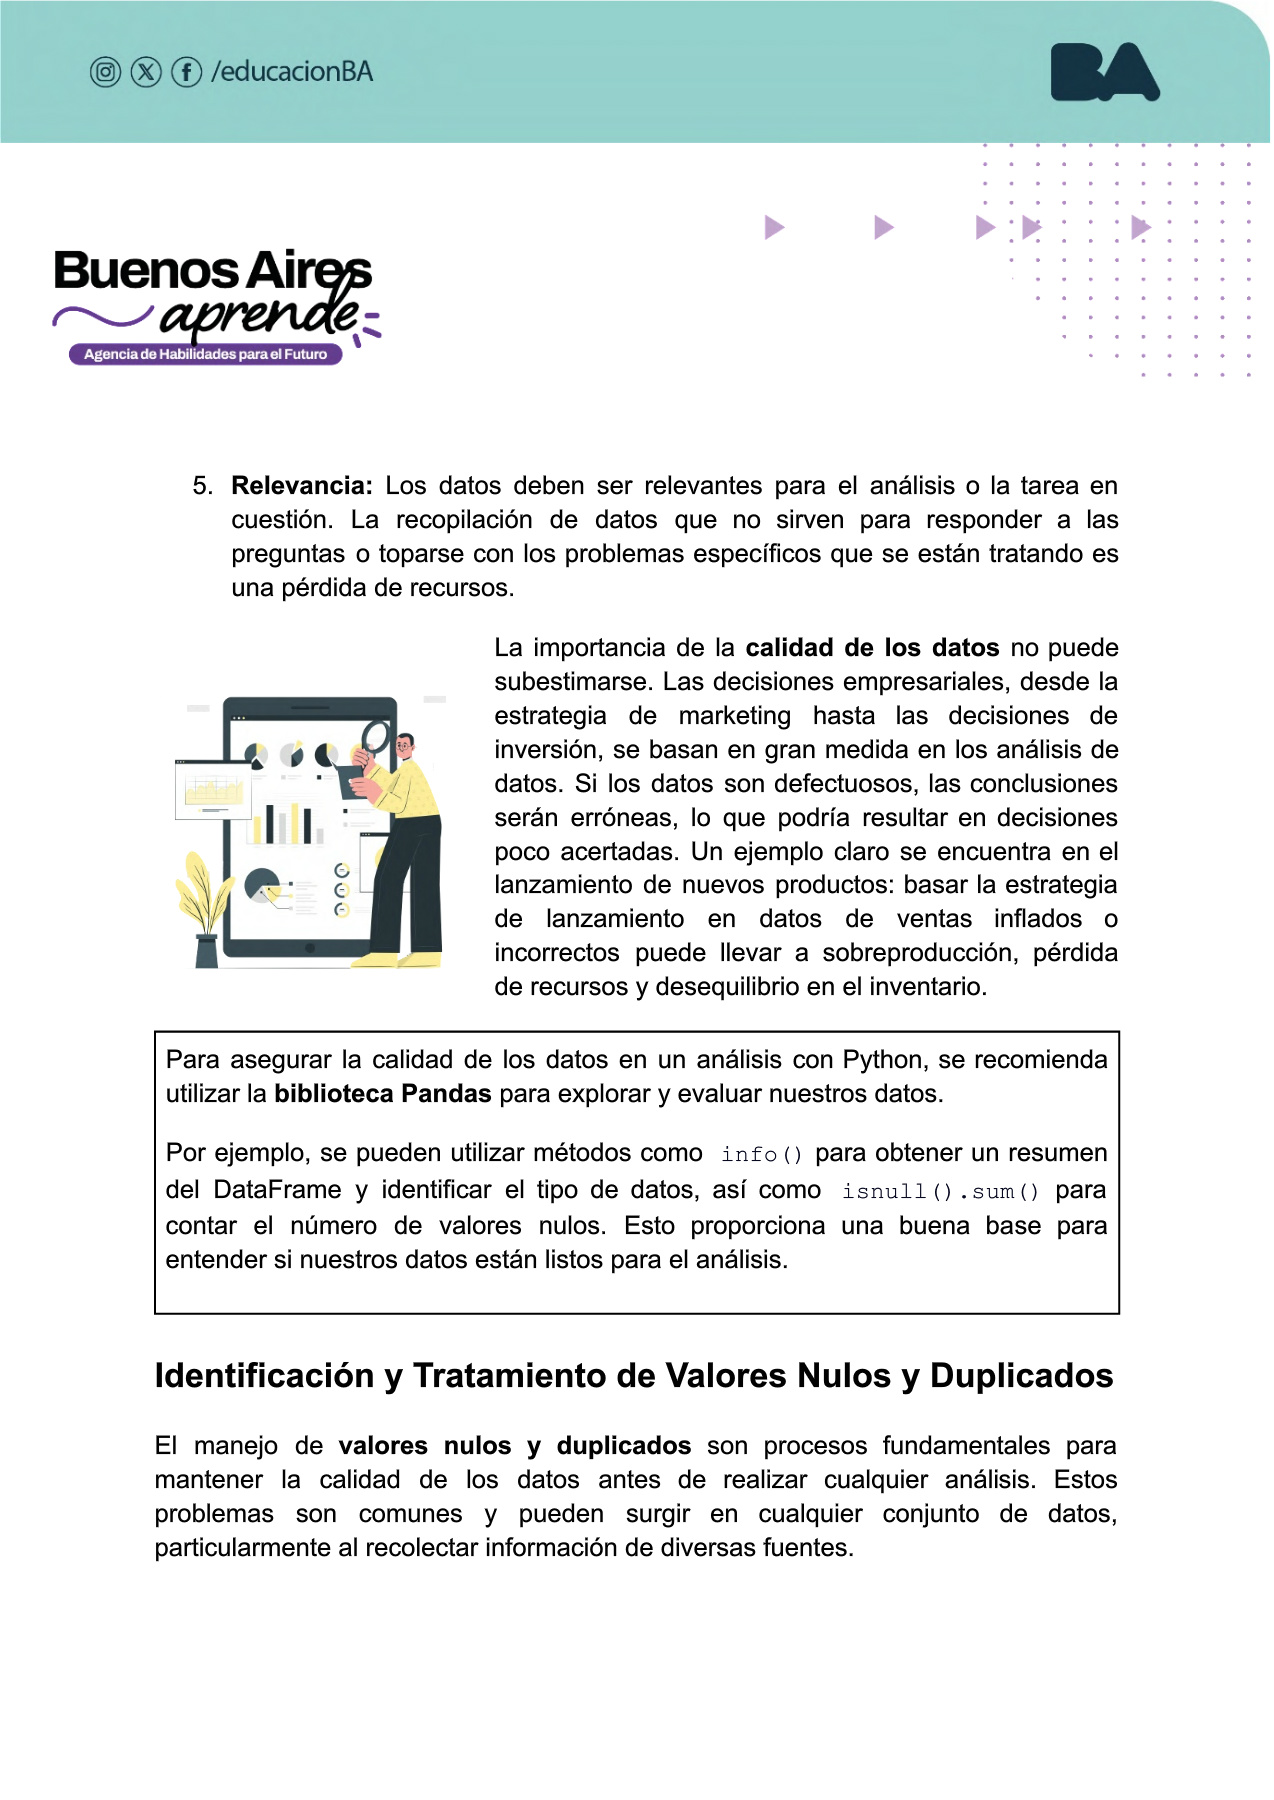 /educacionBA
BA
Buenos Aires
aprende
Agencia de Habilidades para el Futuro
5. Relevancia: Los datos deben ser relevantes para el análisis o la tarea en
cuestión. La recopilación de datos que no sirven para responder a las
preguntas o toparse con los problemas específicos que se están tratando es
una pérdida de recursos.
La importancia de la calidad de los datos no puede
subestimarse. Las decisiones empresariales, desde la
estrategia de marketing hasta las decisiones de
inversión, se basan en gran medida en los análisis de
datos. Si los datos son defectuosos, las conclusiones
serán erróneas, lo que podría resultar en decisiones
poco acertadas. Un ejemplo claro se encuentra en el
lanzamiento de nuevos productos: basar la estrategia
de lanzamiento en datos de ventas inflados o
incorrectos puede llevar a sobreproducción, pérdida
de recursos y desequilibrio en el inventario.
Para asegurar la calidad de los datos en un análisis con Python, se recomienda
utilizar la biblioteca Pandas para explorar y evaluar nuestros datos.
Por ejemplo, se pueden utilizar métodos como info() para obtener un resumen
del DataFrame y identificar el tipo de datos, así como isnull().sum() para
contar el número de valores nulos. Esto proporciona una buena base para
entender si nuestros datos están listos para el análisis.
Identificación y Tratamiento de Valores Nulos y Duplicados
El manejo de valores nulos y duplicados son procesos fundamentales para
mantener la calidad de los datos antes de realizar cualquier análisis. Estos
problemas son comunes y pueden surgir en cualquier conjunto de datos,
particularmente al recolectar información de diversas fuentes.